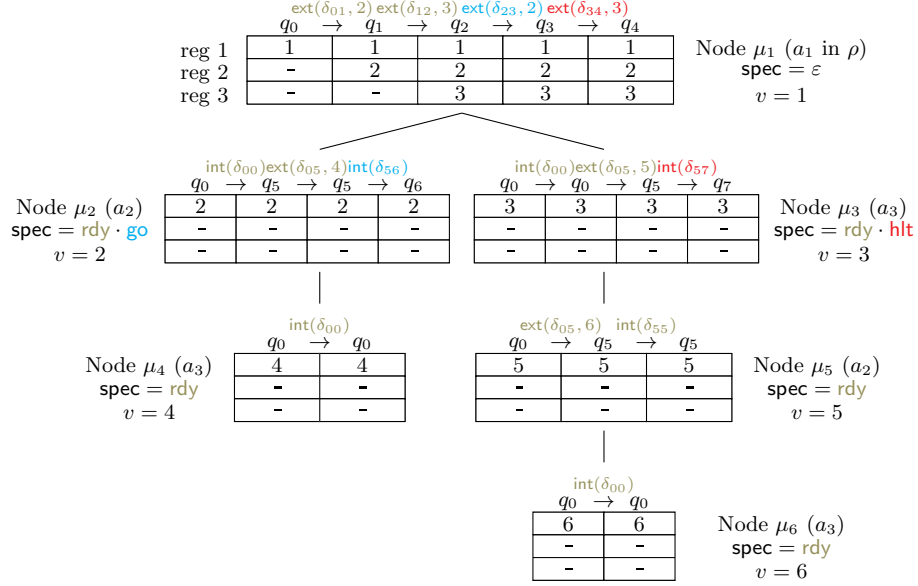 ext(δ01, 2) ext(δ12, 3) ext(δ23, 2) ext(δ34, 3)
q0 → q1 → q2 → q3 → q4
reg 1 1 1 1 1 1
reg 2 - 2 2 2 2
reg 3 - - 3 3 3
Node μ1 (a1 in ρ)
spec = ε
v = 1
int(δ00)ext(δ05, 4)int(δ56)
q0 → q5 → q5 → q6
2 2 2 2
- - - -
- - - -
Node μ2 (a2)
spec = rdy · go
v = 2
int(δ00)ext(δ05, 5)int(δ57)
q0 → q0 → q5 → q7
3 3 3 3
- - - -
- - - -
Node μ3 (a3)
spec = rdy · hlt
v = 3
int(δ00)
q0 → q0
4 4
- -
- -
Node μ4 (a3)
spec = rdy
v = 4
ext(δ05, 6) int(δ55)
q0 → q5 → q5
5 5 5
- - -
- - -
Node μ5 (a2)
spec = rdy
v = 5
int(δ00)
q0 → q0
6 6
- -
- -
Node μ6 (a3)
spec = rdy
v = 6